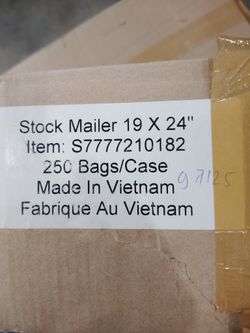 Stock Mailer 19 X 24"
Item: S7777210182
250 Bags/Case
Made In Vietnam
Fabrique Au Vietnam